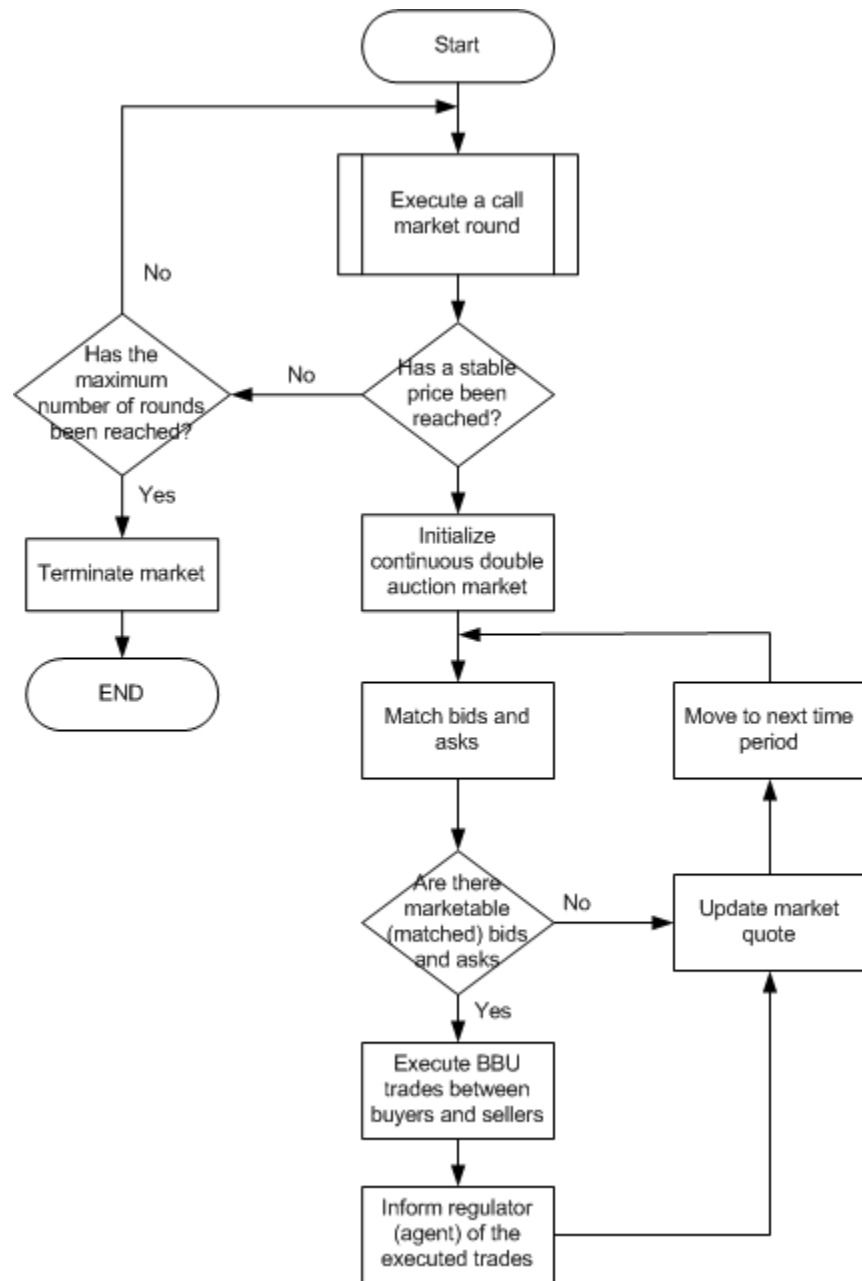 Start
Execute a call
market round
No
Has the
maximum
number of rounds
been reached?
No
Has a stable
price been
reached?
Yes
Terminate market
Initialize
continuous double
auction market
END
Match bids and
asks
Move to next time
period
Are there
marketable
(matched) bids
and asks
No
Update market
quote
Yes
Execute BBU
trades between
buyers and sellers
Inform regulator
(agent) of the
executed trades